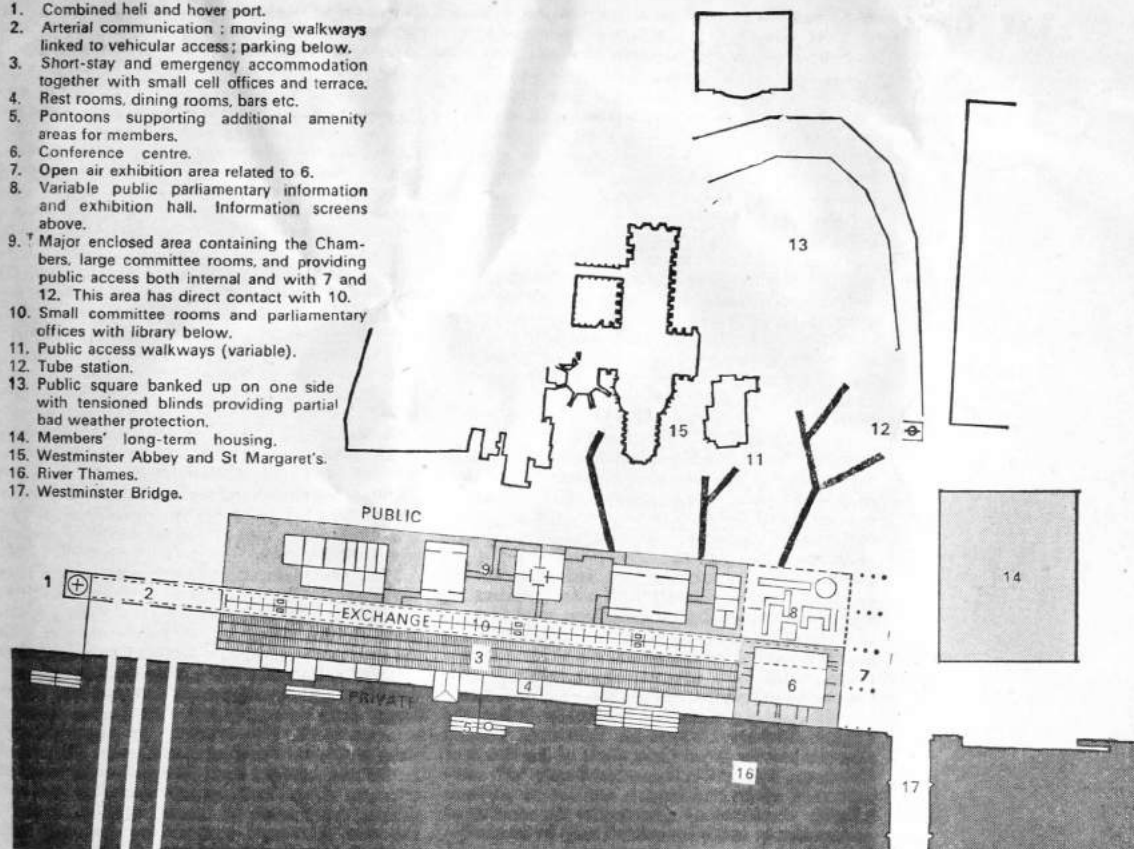 1. Combined heli and hover port.
2. Arterial communication ; moving walkways
linked to vehicular access; parking below.
3. Short-stay and emergency accommodation
together with small cell offices and terrace.
4. Rest rooms, dining rooms, bars etc.
5. Pontoons supporting additional amenity
areas for members.
6. Conference centre.
7. Open air exhibition area related to 6.
8. Variable public parliamentary information
and exhibition hall. Information screens
above.
9. Major enclosed area containing the Cham-
bers, large committee rooms, and providing
public access both internal and with 7 and
12. This area has direct contact with 10.
10. Small committee rooms and parliamentary
offices with library below.
11. Public access walkways (variable).
12. Tube station.
13. Public square banked up on one side
with tensioned blinds providing partial
bad weather protection.
14. Members' long-term housing.
15. Westminster Abbey and St Margaret's.
16. River Thames.
17. Westminster Bridge.
13
12
15
11
PUBLIC
9
14
1
2
8
EXCHANGE 10
3
7
6
4
PRIVATE
5
16
17